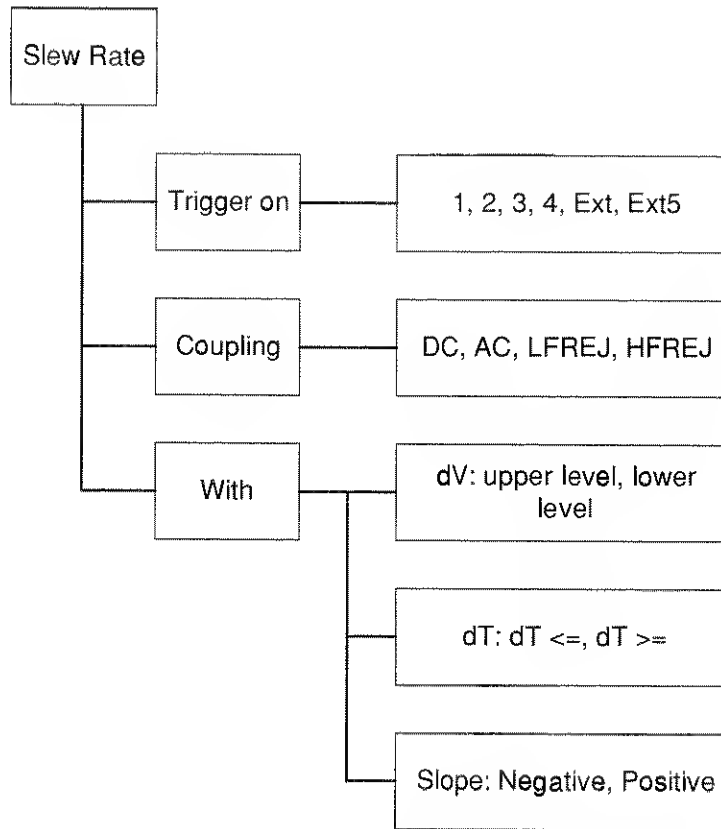 Slew Rate
Trigger on
1, 2, 3, 4, Ext, Ext5
Coupling
DC, AC, LFREJ, HFREJ
With
dV: upper level, lower
level
dT: dT <=, dT >=
Slope: Negative, Positive